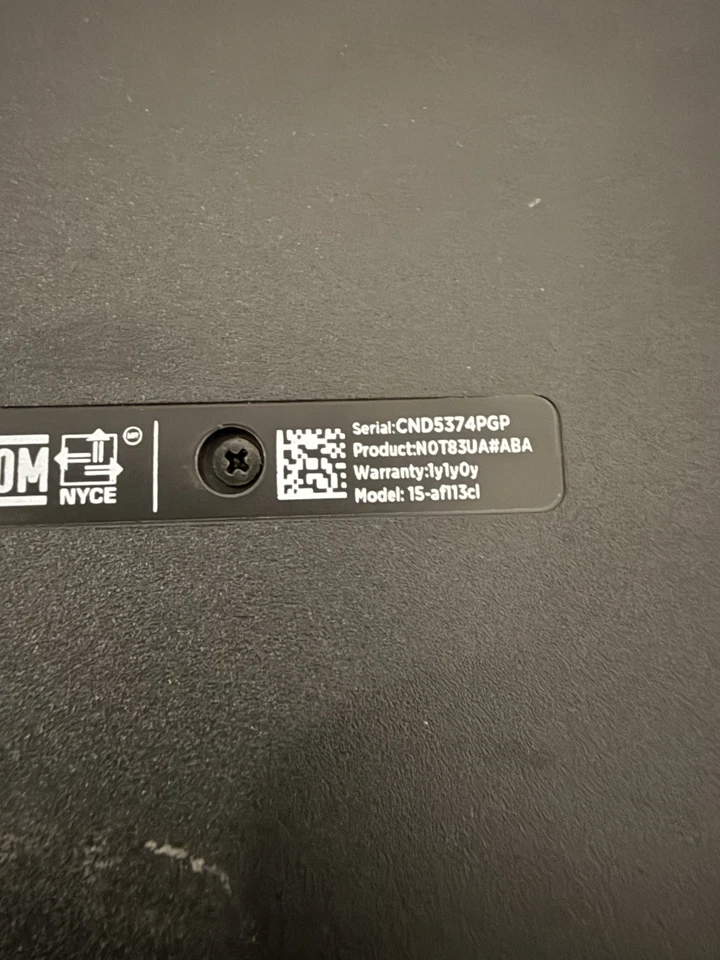 OM
NYCE
Serial:CND5374PGP
Product:N0T83UA#ABA
Warranty:1y1y0y
Model: 15-af113cl